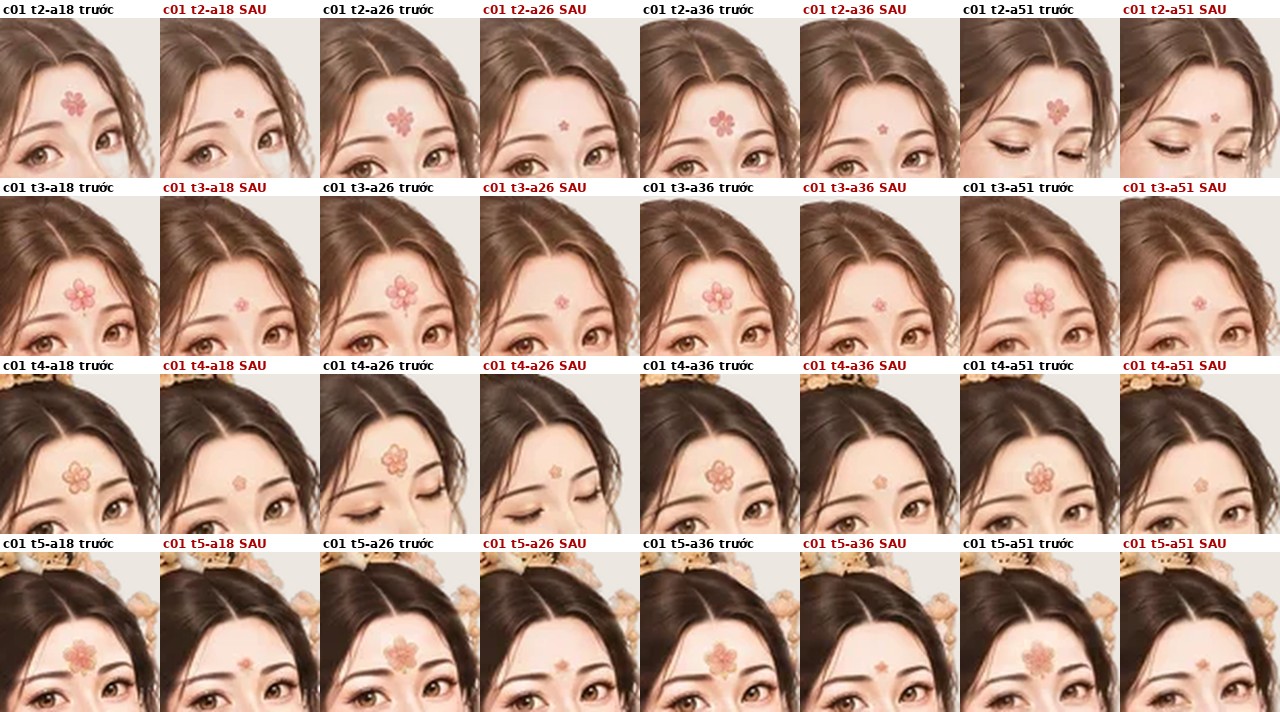 c01 t2-a18 trước c01 t2-a18 SAU c01 t2-a26 trước c01 t2-a26 SAU c01 t2-a36 trước c01 t2-a36 SAU c01 t2-a51 trước c01 t2-a51 SAU
c01 t3-a18 trước c01 t3-a18 SAU c01 t3-a26 trước c01 t3-a26 SAU c01 t3-a36 trước c01 t3-a36 SAU c01 t3-a51 trước c01 t3-a51 SAU
c01 t4-a18 trước c01 t4-a18 SAU c01 t4-a26 trước c01 t4-a26 SAU c01 t4-a36 trước c01 t4-a36 SAU c01 t4-a51 trước c01 t4-a51 SAU
c01 t5-a18 trước c01 t5-a18 SAU c01 t5-a26 trước c01 t5-a26 SAU c01 t5-a36 trước c01 t5-a36 SAU c01 t5-a51 trước c01 t5-a51 SAU